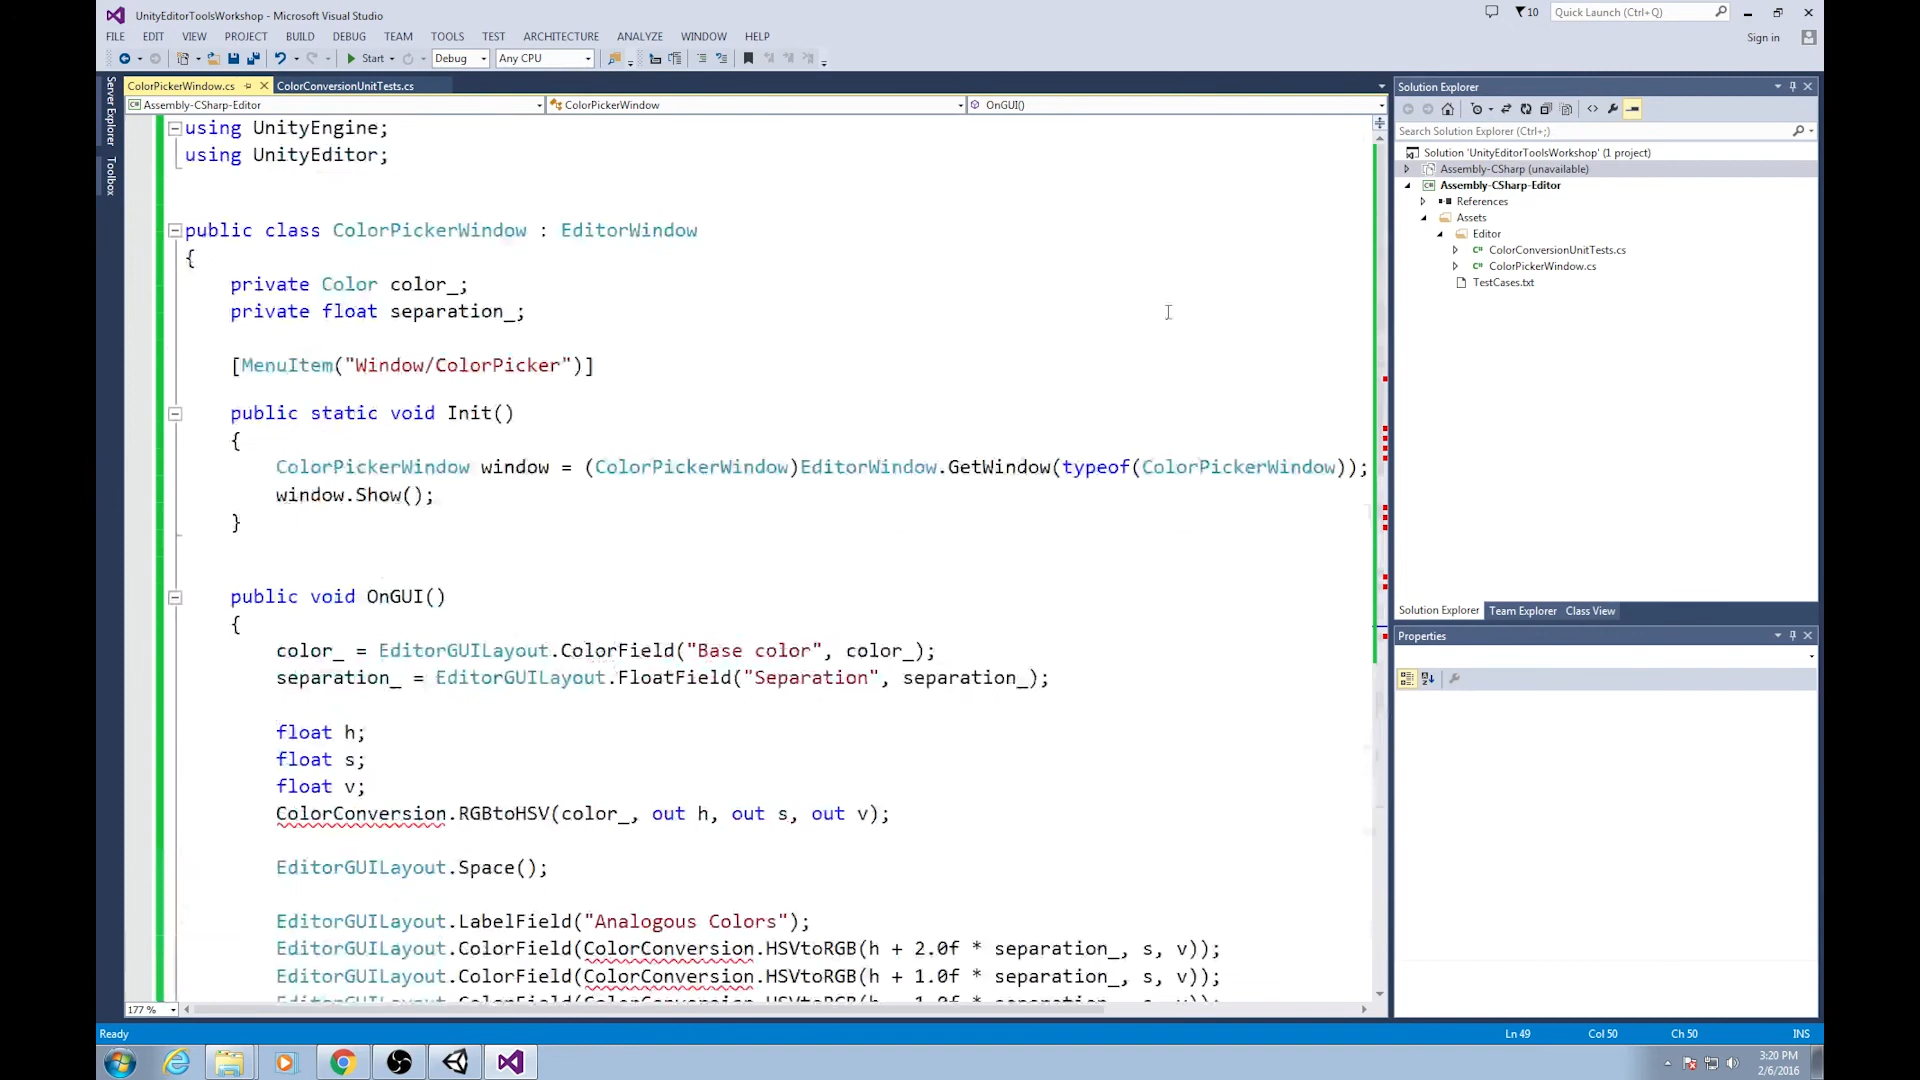 UnityEditorToolsWorkshop - Microsoft Visual Studio
10
Quick Launch (Ctrl+Q)
FILE EDIT VIEW PROJECT BUILD DEBUG TEAM TOOLS TEST ARCHITECTURE ANALYZE WINDOW HELP
Sign in
Start Debug Any CPU
Server Explorer
Toolbox
ColorPickerWindow.cs ColorConversionUnitTests.cs
Assembly-CSharp-Editor ColorPickerWindow OnGUI()
using UnityEngine;
using UnityEditor;
public class ColorPickerWindow : EditorWindow
{
private Color color_;
private float separation_;
[MenuItem("Window/ColorPicker")]
public static void Init()
{
ColorPickerWindow window = (ColorPickerWindow)EditorWindow.GetWindow(typeof(ColorPickerWindow));
window.Show();
}
public void OnGUI()
{
color_ = EditorGUILayout.ColorField("Base color", color_);
separation_ = EditorGUILayout.FloatField("Separation", separation_);
float h;
float s;
float v;
ColorConversion.RGBtoHSV(color_, out h, out s, out v);
EditorGUILayout.Space();
EditorGUILayout.LabelField("Analogous Colors");
EditorGUILayout.ColorField(ColorConversion.HSVtoRGB(h + 2.0f * separation_, s, v));
EditorGUILayout.ColorField(ColorConversion.HSVtoRGB(h + 1.0f * separation_, s, v));
177 %
Solution Explorer
Search Solution Explorer (Ctrl+;)
Solution 'UnityEditorToolsWorkshop' (1 project)
Assembly-CSharp (unavailable)
Assembly-CSharp-Editor
References
Assets
Editor
ColorConversionUnitTests.cs
ColorPickerWindow.cs
TestCases.txt
Solution Explorer Team Explorer Class View
Properties
Ready Ln 49 Col 50 Ch 50 INS
3:20 PM
2/6/2016